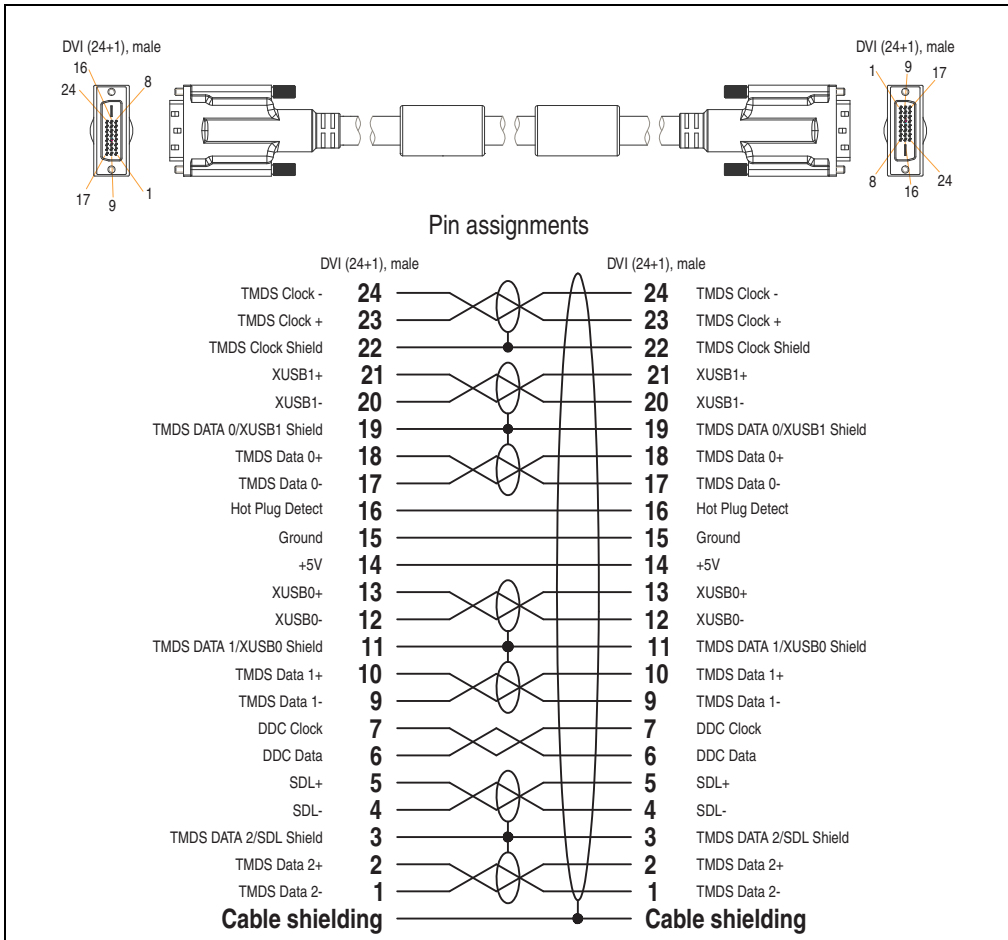 DVI (24+1), male
DVI (24+1), male
16
8
24
17
9
1
1
9
17
8
16
24
Pin assignments
DVI (24+1), male DVI (24+1), male
TMDS Clock - 24 24 TMDS Clock -
TMDS Clock + 23 23 TMDS Clock +
TMDS Clock Shield 22 22 TMDS Clock Shield
XUSB1+ 21 21 XUSB1+
XUSB1- 20 20 XUSB1-
TMDS DATA 0/XUSB1 Shield 19 19 TMDS DATA 0/XUSB1 Shield
TMDS Data 0+ 18 18 TMDS Data 0+
TMDS Data 0- 17 17 TMDS Data 0-
Hot Plug Detect 16 16 Hot Plug Detect
Ground 15 15 Ground
+5V 14 14 +5V
XUSB0+ 13 13 XUSB0+
XUSB0- 12 12 XUSB0-
TMDS DATA 1/XUSB0 Shield 11 11 TMDS DATA 1/XUSB0 Shield
TMDS Data 1+ 10 10 TMDS Data 1+
TMDS Data 1- 9 9 TMDS Data 1-
DDC Clock 7 7 DDC Clock
DDC Data 6 6 DDC Data
SDL+ 5 5 SDL+
SDL- 4 4 SDL-
TMDS DATA 2/SDL Shield 3 3 TMDS DATA 2/SDL Shield
TMDS Data 2+ 2 2 TMDS Data 2+
TMDS Data 2- 1 1 TMDS Data 2-
Cable shielding Cable shielding